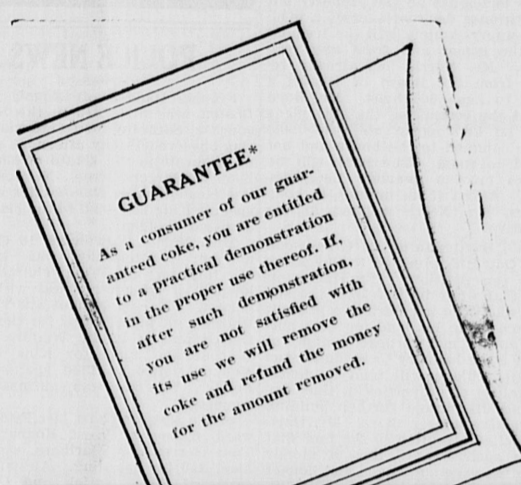 GUARANTEE*
As a consumer of our guar-
anteed coke, you are entitled
to a practical demonstration
in the proper use thereof. If,
after such demonstration,
you are not satisfied with
its use we will remove the
coke and refund the money
for the amount removed.